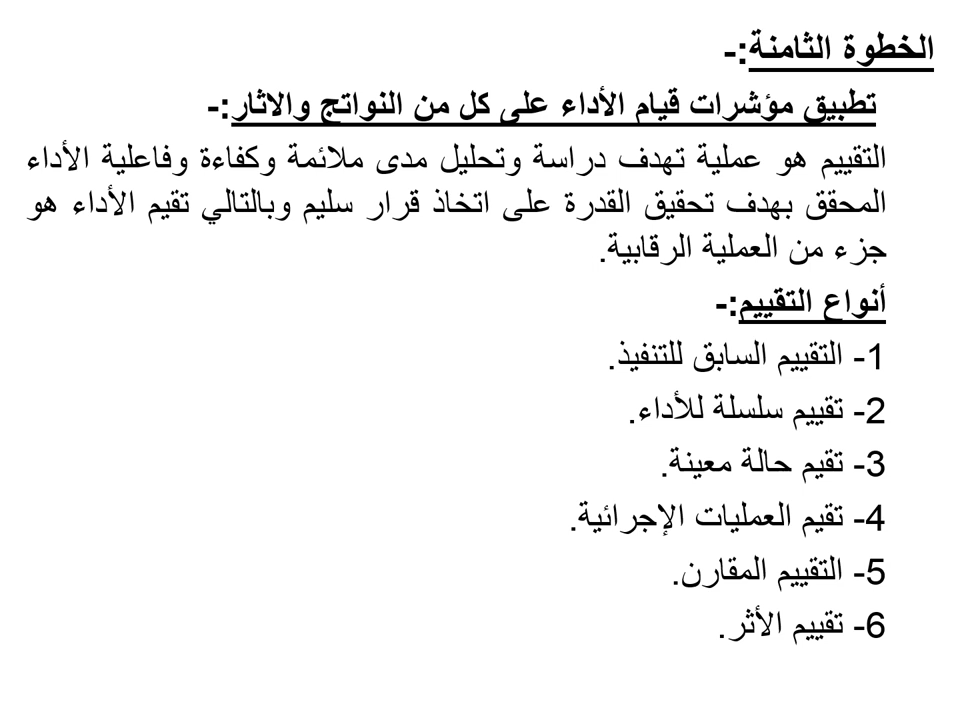 الخطوة الثامنة:-
تطبيق مؤشرات قيام الأداء على كل من النواتج والاثار:-
التقييم هو عملية تهدف دراسة وتحليل مدى ملائمة وكفاءة وفاعلية الأداء
المحقق بهدف تحقيق القدرة على اتخاذ قرار سليم وبالتالي تقيم الأداء هو
جزء من العملية الرقابية.
أنواع التقييم:-
1- التقييم السابق للتنفيذ.
2- تقييم سلسلة للأداء.
3- تقيم حالة معينة.
4- تقيم العمليات الإجرائية.
5- التقييم المقارن.
6- تقييم الأثر.